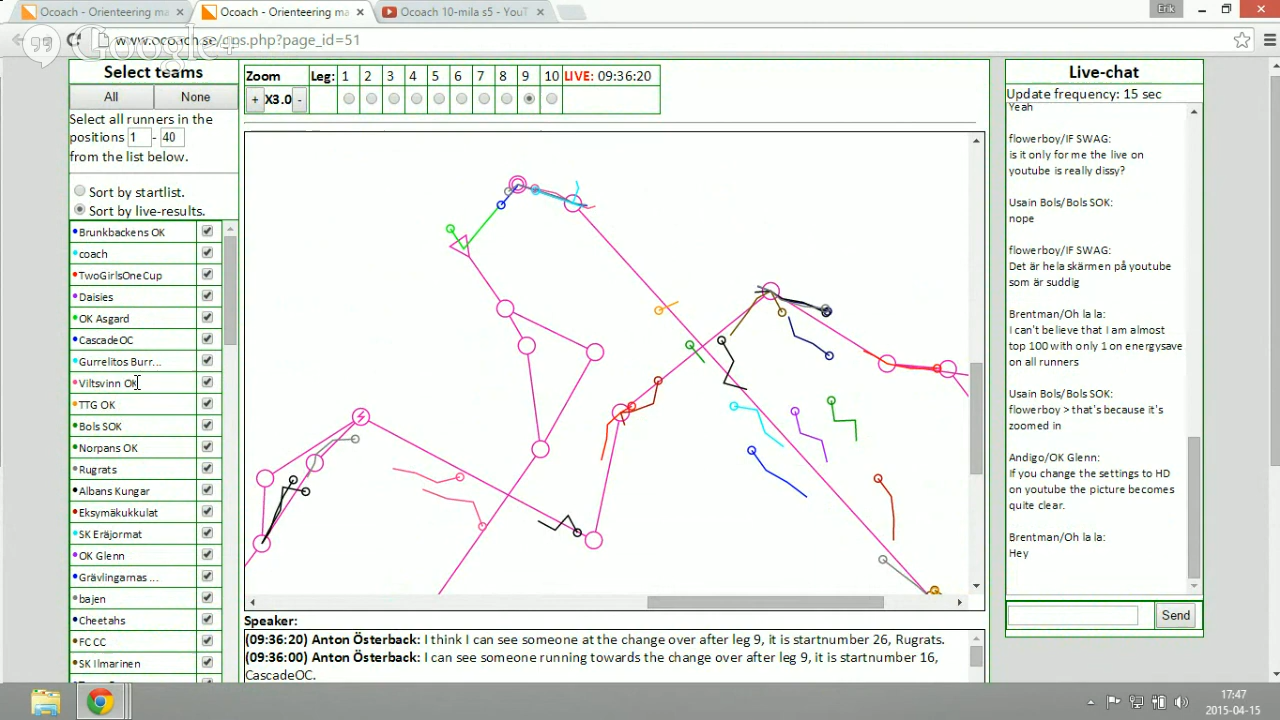 Ocoach - Orienteering ma
Ocoach - Orienteering ma
Ocoach 10-mila s5 - YouT
Erik
Google+
Select teams
All
None
Select all runners in the
positions 1 - 40
from the list below.
Sort by startlist.
Sort by live-results.
Brunkbackens OK
coach
TwoGirlsOneCup
Daisies
OK Asgard
CascadeOC
Gurrelitos Burr...
Viltsvinn OK
TTG OK
Bols SOK
Norpans OK
Rugrats
Albans Kungar
Eksymäkukkulat
SK Eräjormat
OK Glenn
Grävlingarnas ...
bajen
Cheetahs
FC CC
SK Ilmarinen
Zoom
Leg:
1 2 3 4 5 6 7 8 9 10
LIVE: 09:36:20
+ X3.0 -
Speaker:
(09:36:20) Anton Österback: I think I can see someone at the change over after leg 9, it is startnumber 26, Rugrats.
(09:36:00) Anton Österback: I can see someone running towards the change over after leg 9, it is startnumber 16,
CascadeOC.
Live-chat
Update frequency: 15 sec
Yeah
flowerboy/IF SWAG:
is it only for me the live on
youtube is really dissy?
Usain Bols/Bols SOK:
nope
flowerboy/IF SWAG:
Det är hela skärmen på youtube
som är suddig
Brentman/Oh la la:
I can't believe that I am almost
top 100 with only 1 on energysave
on all runners
Usain Bols/Bols SOK:
flowerboy > that's because it's
zoomed in
Andigo/OK Glenn:
If you change the settings to HD
on youtube the picture becomes
quite clear.
Brentman/Oh la la:
Hey
Send
17:47
2015-04-15